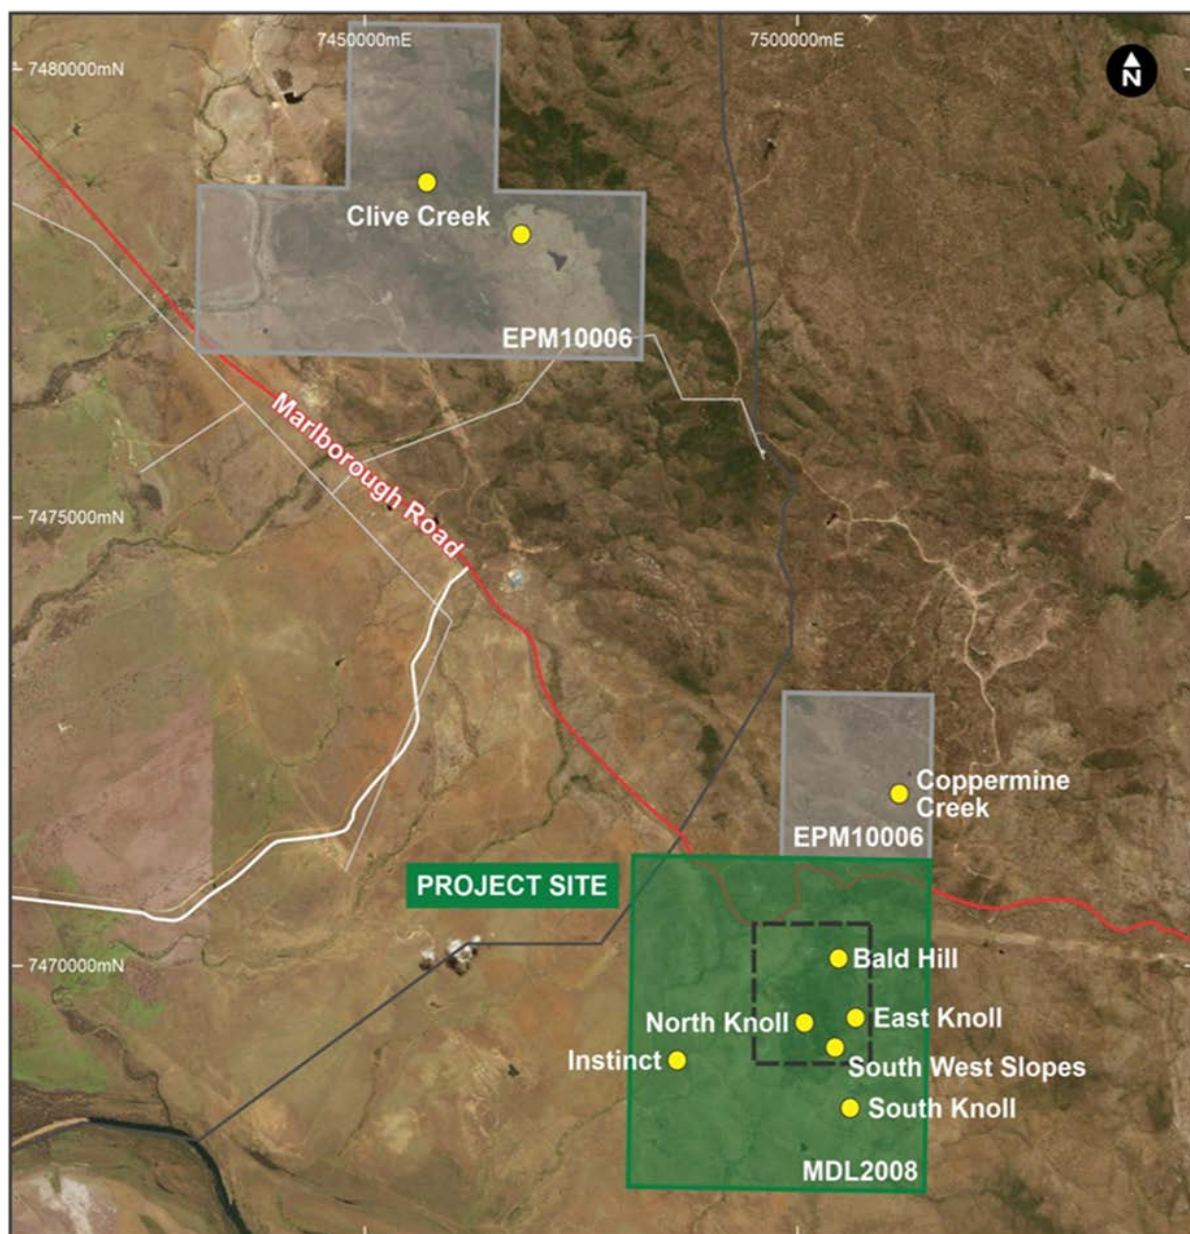 7450000mE
7500000mE
7480000mN
N
Clive Creek
EPM10006
Marlborough Road
7475000mN
Coppermine
Creek
EPM10006
PROJECT SITE
7470000mN
Bald Hill
North Knoll
East Knoll
Instinct
South West Slopes
South Knoll
MDL2008